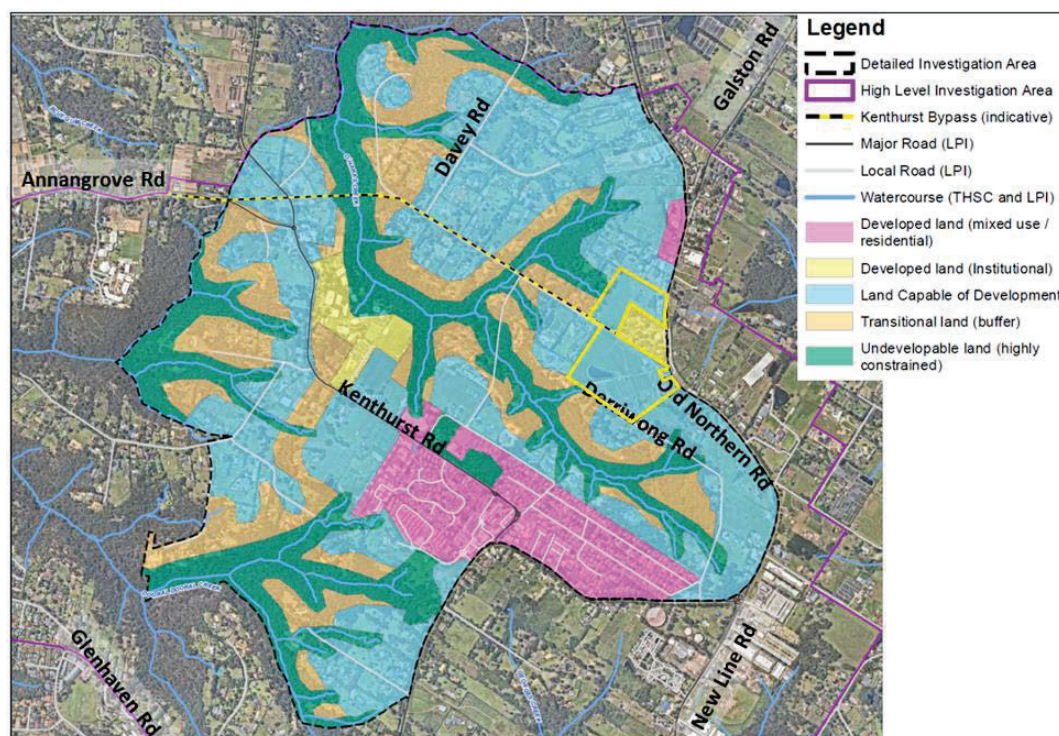 Legend
Detailed Investigation Area
High Level Investigation Area
Kenthurst Bypass (indicative)
Major Road (LPI)
Local Road (LPI)
Watercourse (THSC and LPI)
Developed land (mixed use /
residential)
Developed land (Institutional)
Land Capable of Development
Transitional land (buffer)
Undevelopable land (highly
constrained)
Galston Rd
Davey Rd
Annangrove Rd
Kenthurst Rd
Derriwong Rd
Old Northern Rd
Glenhaven Rd
New Line Rd